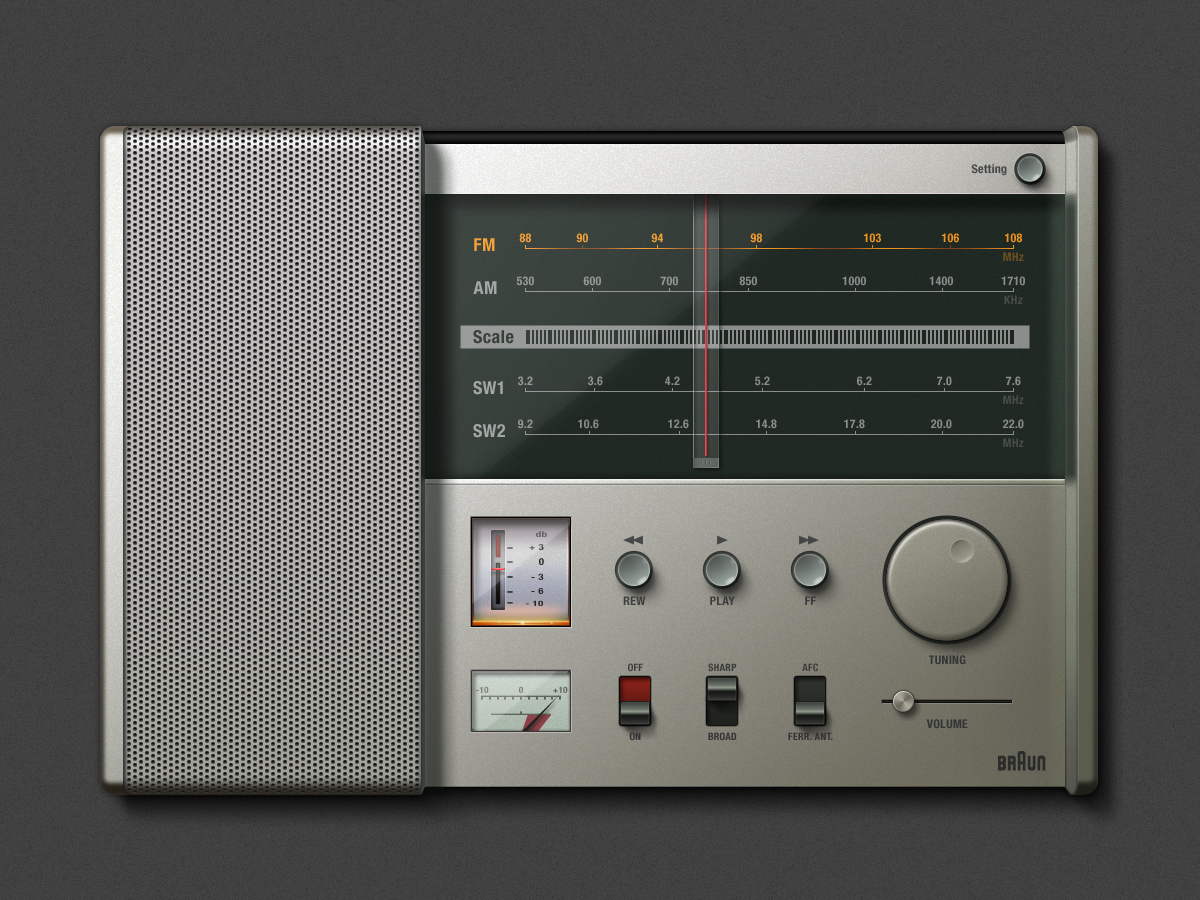 Setting
FM 88 90 94 98 103 106 108
MHz
AM 530 600 700 850 1000 1400 1710
KHz
Scale
SW1 3.2 3.6 4.2 5.2 6.2 7.0 7.6
MHz
SW2 9.2 10.6 12.6 14.8 17.8 20.0 22.0
MHz
db
+ 3
0
- 3
- 6
- 10
REW PLAY FF
TUNING
-10 0 +10
OFF SHARP AFC
ON BROAD FERR. ANT.
VOLUME
BRAUN